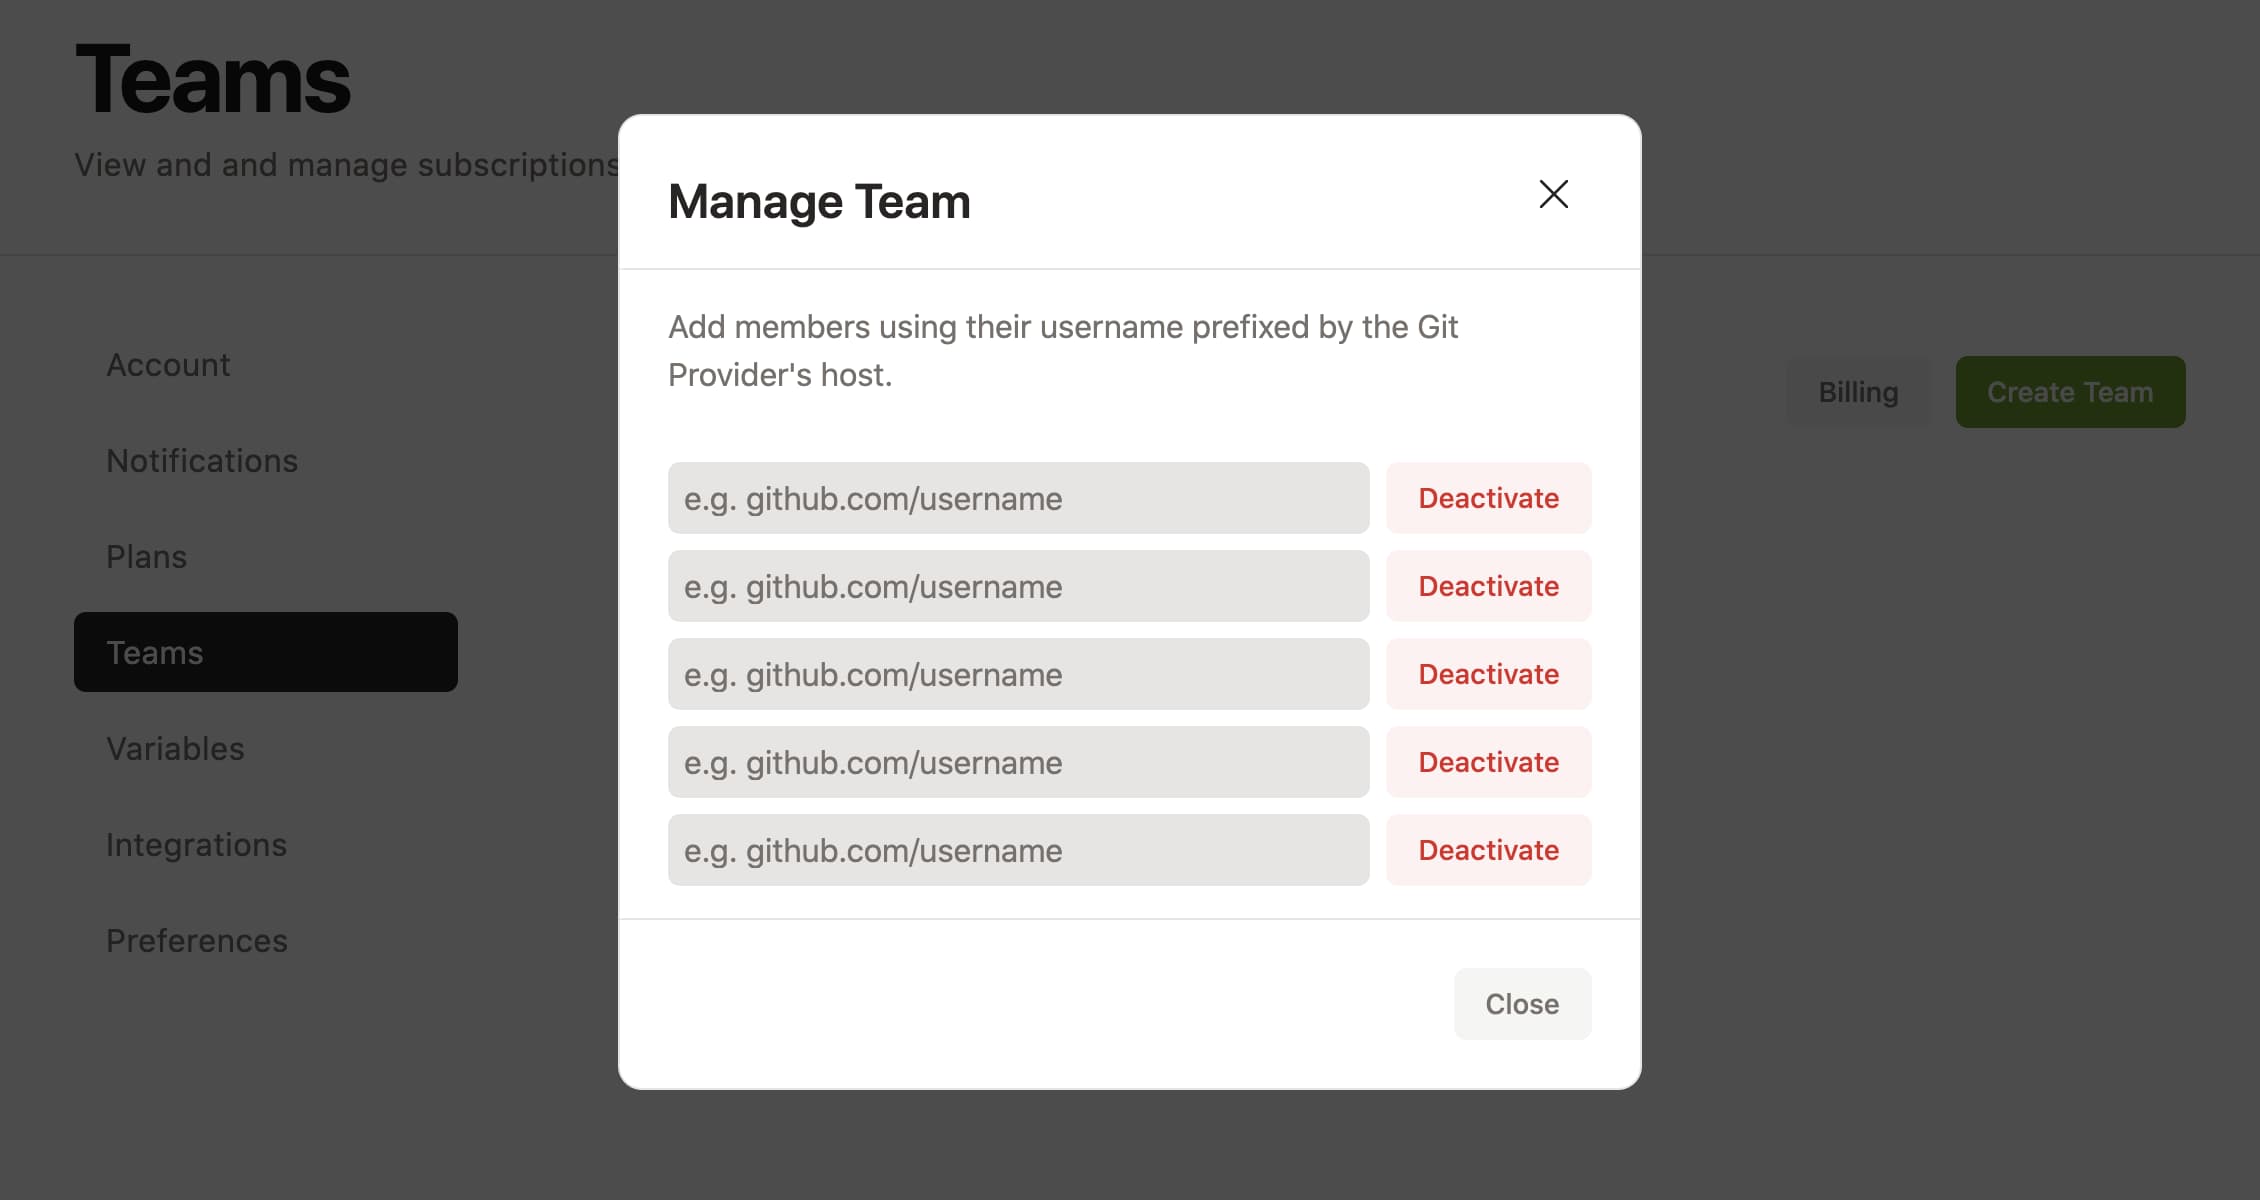 Teams
View and and manage subscriptions
Account
Notifications
Plans
Teams
Variables
Integrations
Preferences
Billing
Create Team
Manage Team
Add members using their username prefixed by the Git
Provider's host.
e.g. github.com/username
Deactivate
e.g. github.com/username
Deactivate
e.g. github.com/username
Deactivate
e.g. github.com/username
Deactivate
e.g. github.com/username
Deactivate
Close